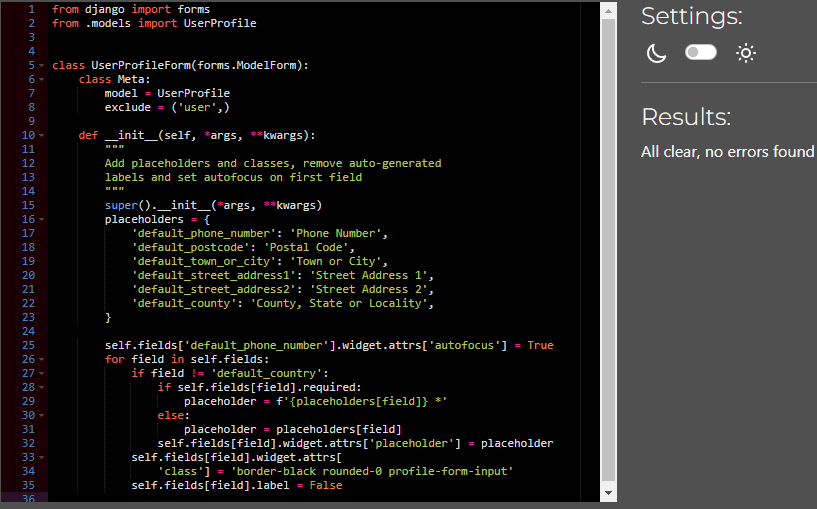 1 from django import forms
2 from .models import UserProfile
3
4
5 class UserProfileForm(forms.ModelForm):
6     class Meta:
7         model = UserProfile
8         exclude = ('user',)
9
10     def __init__(self, *args, **kwargs):
11         """
12         Add placeholders and classes, remove auto-generated
13         labels and set autofocus on first field
14         """
15         super().__init__(*args, **kwargs)
16         placeholders = {
17             'default_phone_number': 'Phone Number',
18             'default_postcode': 'Postal Code',
19             'default_town_or_city': 'Town or City',
20             'default_street_address1': 'Street Address 1',
21             'default_street_address2': 'Street Address 2',
22             'default_county': 'County, State or Locality',
23         }
24
25         self.fields['default_phone_number'].widget.attrs['autofocus'] = True
26         for field in self.fields:
27             if field != 'default_country':
28                 if self.fields[field].required:
29                     placeholder = f'{placeholders[field]} *'
30                 else:
31                     placeholder = placeholders[field]
32                 self.fields[field].widget.attrs['placeholder'] = placeholder
33             self.fields[field].widget.attrs[
34                 'class'] = 'border-black rounded-0 profile-form-input'
35             self.fields[field].label = False
36
Settings:
Results:
All clear, no errors found